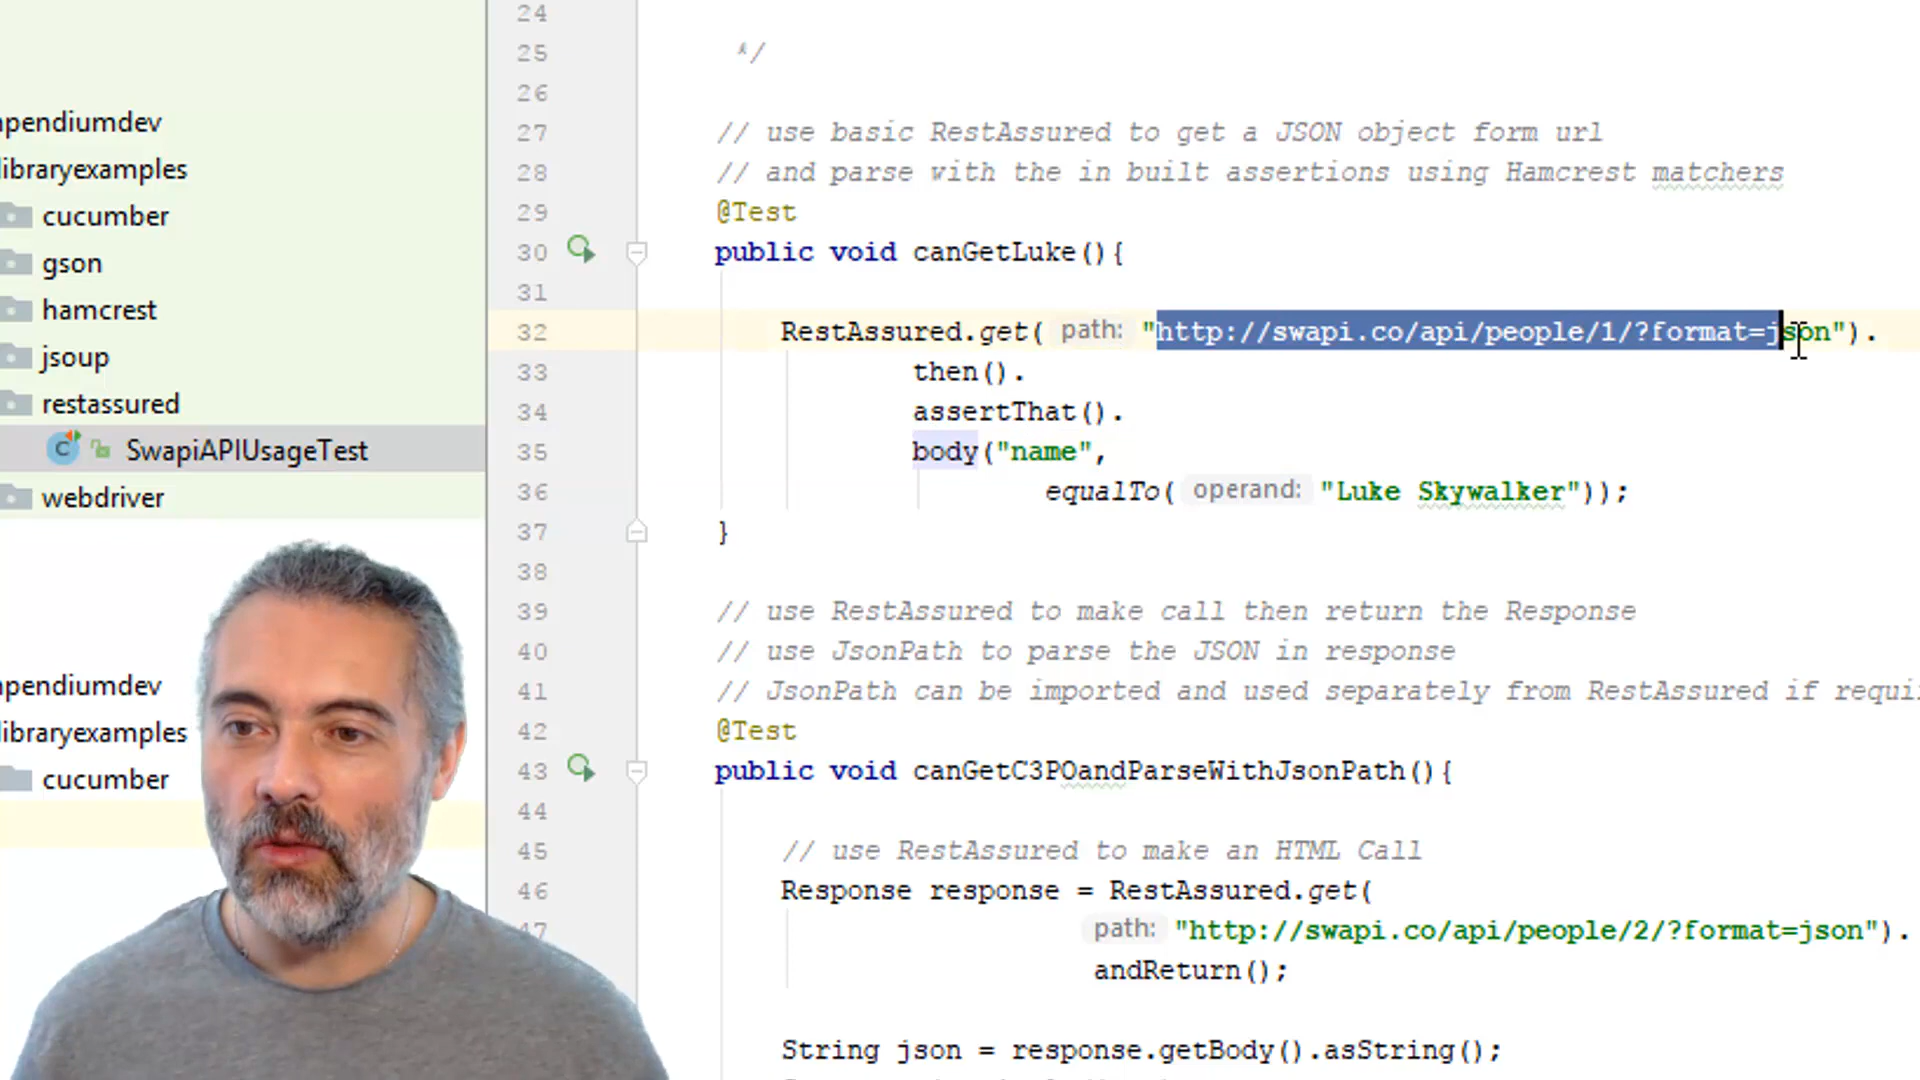 24
25 */
26
pendiumdev
27 // use basic RestAssured to get a JSON object form url
libraryexamples
28 // and parse with the in built assertions using Hamcrest matchers
cucumber
29 @Test
gson
30 public void canGetLuke(){
hamcrest
31
jsoup
32 RestAssured.get( path: "http://swapi.co/api/people/1/?format=json").
restassured
33 then().
SwapiAPIUsageTest
34 assertThat().
webdriver
35 body("name",
36 equalTo( operand: "Luke Skywalker"));
37 }
38
39 // use RestAssured to make call then return the Response
40 // use JsonPath to parse the JSON in response
pendiumdev
41 // JsonPath can be imported and used separately from RestAssured if requi
libraryexamples
42 @Test
cucumber
43 public void canGetC3POandParseWithJsonPath(){
44
45 // use RestAssured to make an HTML Call
46 Response response = RestAssured.get(
47 path: "http://swapi.co/api/people/2/?format=json").
andReturn();
String json = response.getBody().asString();